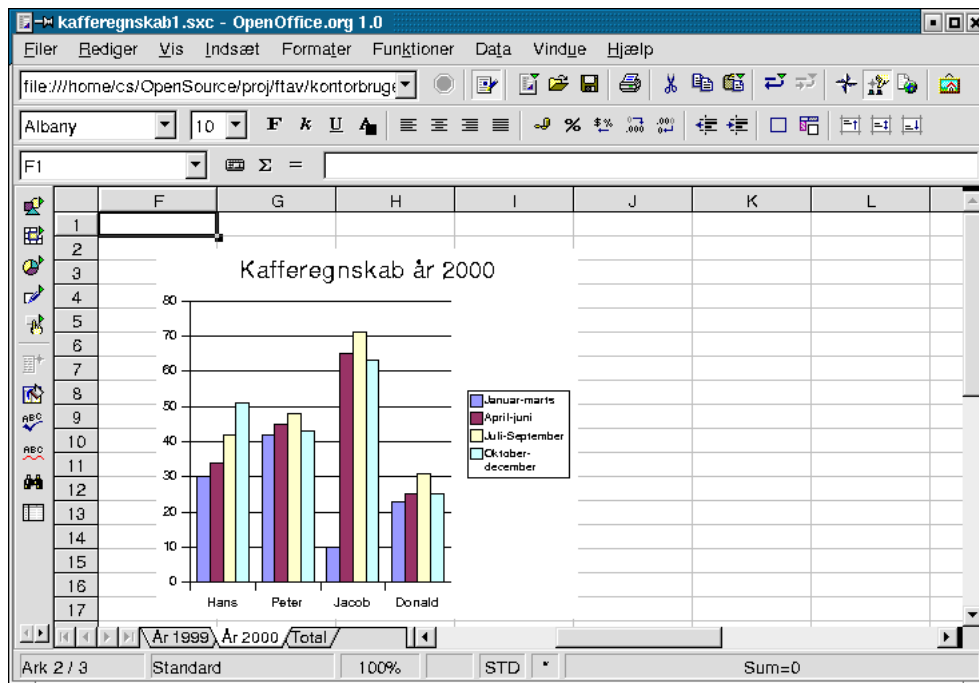 kafferegnskab1.sxc - OpenOffice.org 1.0
Filer Rediger Vis Indsæt Formater Funktioner Data Vindue Hjælp
file:///home/cs/OpenSource/proj/ftav/kontorbruge
Albany 10 F k U A
F1 Σ =
F G H I J K L
1
2
3
4
5
6
7
8
9
10
11
12
13
14
15
16
17
Kafferegnskab år 2000
80
70
60
50
40
30
20
10
0
Hans Peter Jacob Donald
Januar-marts
April-juni
Juli-September
Oktober-
december
ABC
ABC
År 1999 År 2000 Total
Ark 2 / 3 Standard 100% STD * Sum=0